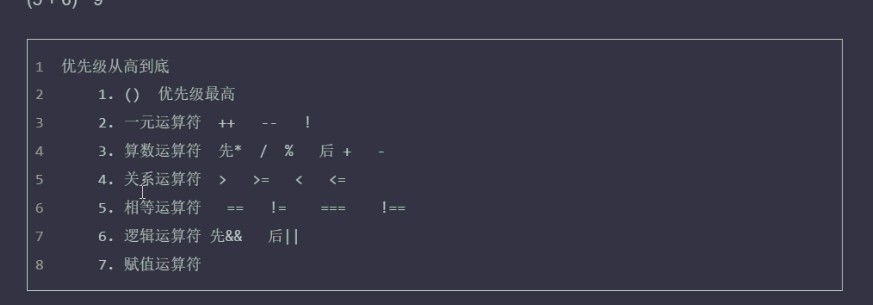 1 优先级从高到底
2 1. () 优先级最高
3 2. 一元运算符 ++ -- !
4 3. 算数运算符 先* / % 后 + -
5 4. 关系运算符 > >= < <=
6 5. 相等运算符 == != === !==
7 6. 逻辑运算符 先&& 后||
8 7. 赋值运算符